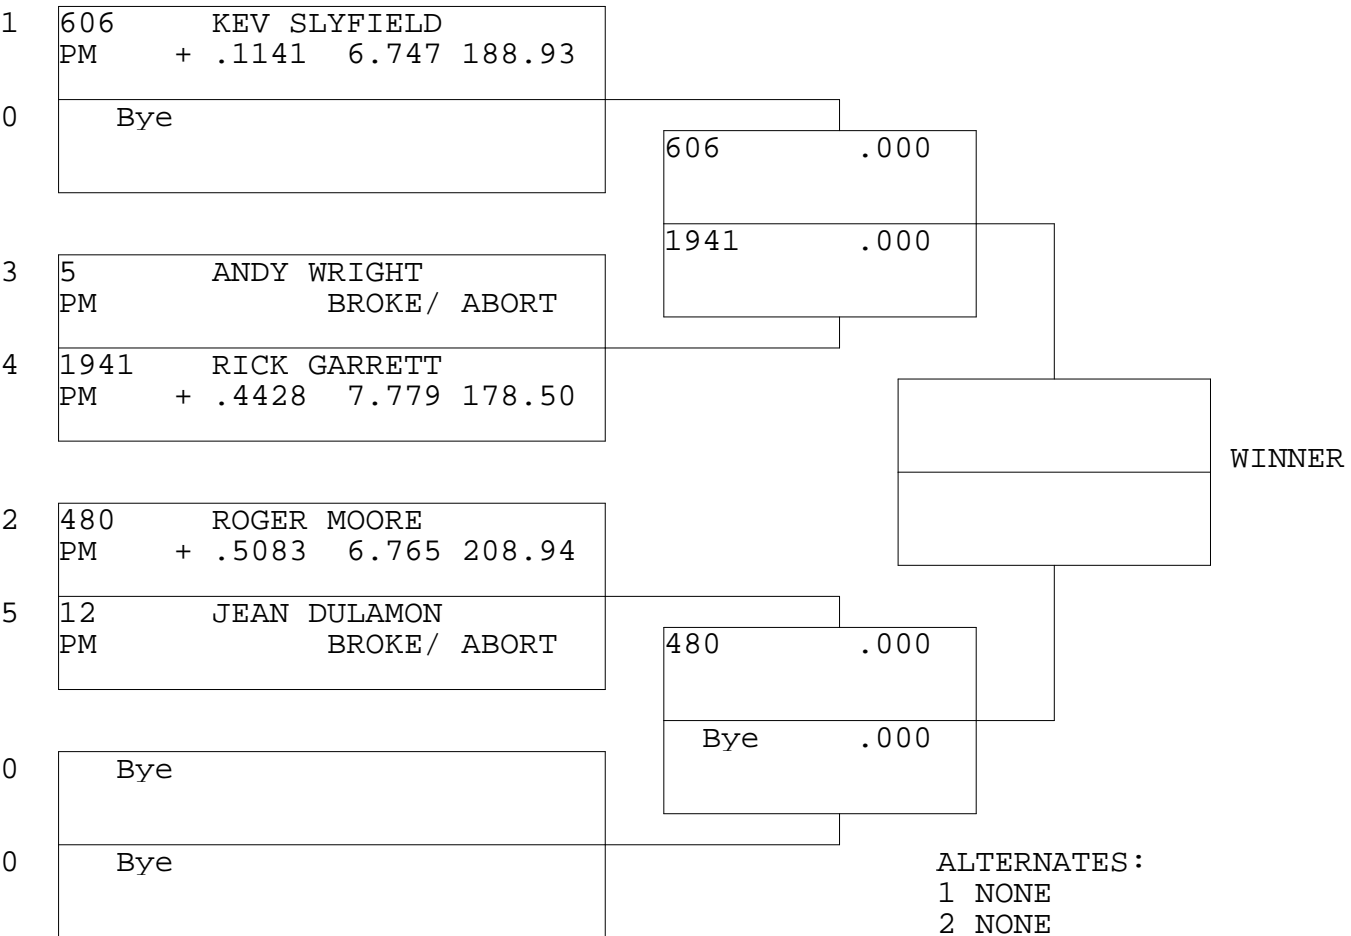 1 606 KEV SLYFIELD
PM + .1141 6.747 188.93
0 Bye
606 .000
1941 .000
3 5 ANDY WRIGHT
PM BROKE/ ABORT
4 1941 RICK GARRETT
PM + .4428 7.779 178.50
WINNER
2 480 ROGER MOORE
PM + .5083 6.765 208.94
5 12 JEAN DULAMON
PM BROKE/ ABORT
480 .000
Bye .000
0 Bye
0 Bye
ALTERNATES:
1 NONE
2 NONE